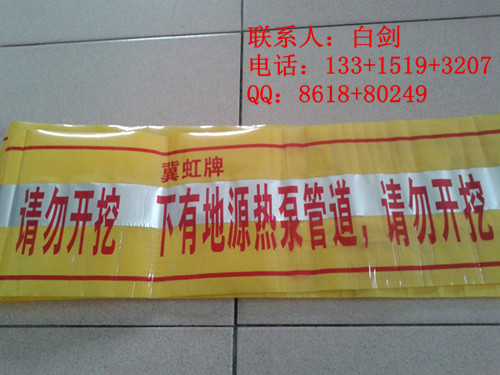 联系人：白剑
电话：133+1519+3207
QQ：8618+80249
冀虹牌
请勿开挖 下有地源热泵管道，请勿开挖